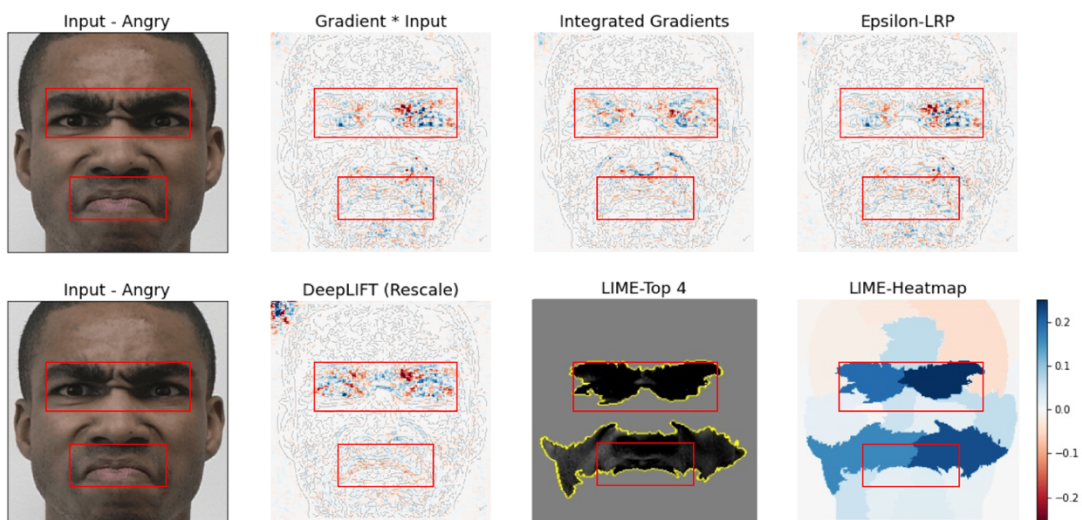 Input - Angry
Gradient * Input
Integrated Gradients
Epsilon-LRP
Input - Angry
DeepLIFT (Rescale)
LIME-Top 4
LIME-Heatmap
0.2
0.1
0.0
-0.1
-0.2